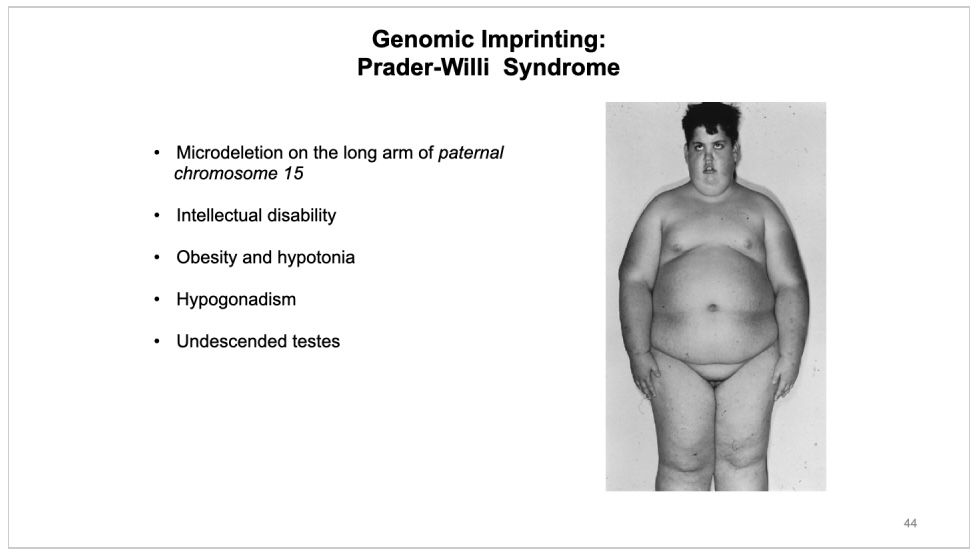 Genomic Imprinting:
Prader-Willi Syndrome
• Microdeletion on the long arm of paternal
chromosome 15
• Intellectual disability
• Obesity and hypotonia
• Hypogonadism
• Undescended testes
44